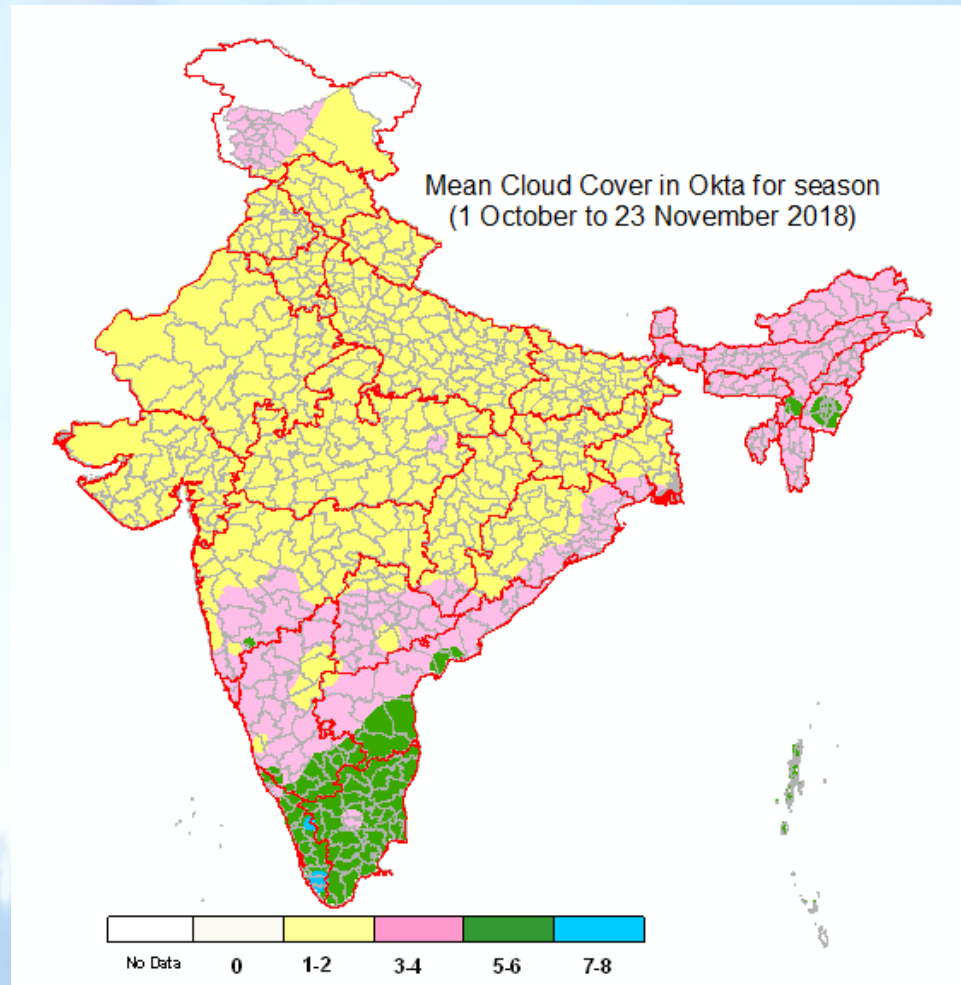 Mean Cloud Cover in Okta for season
(1 October to 23 November 2018)
No Data 0 1-2 3-4 5-6 7-8